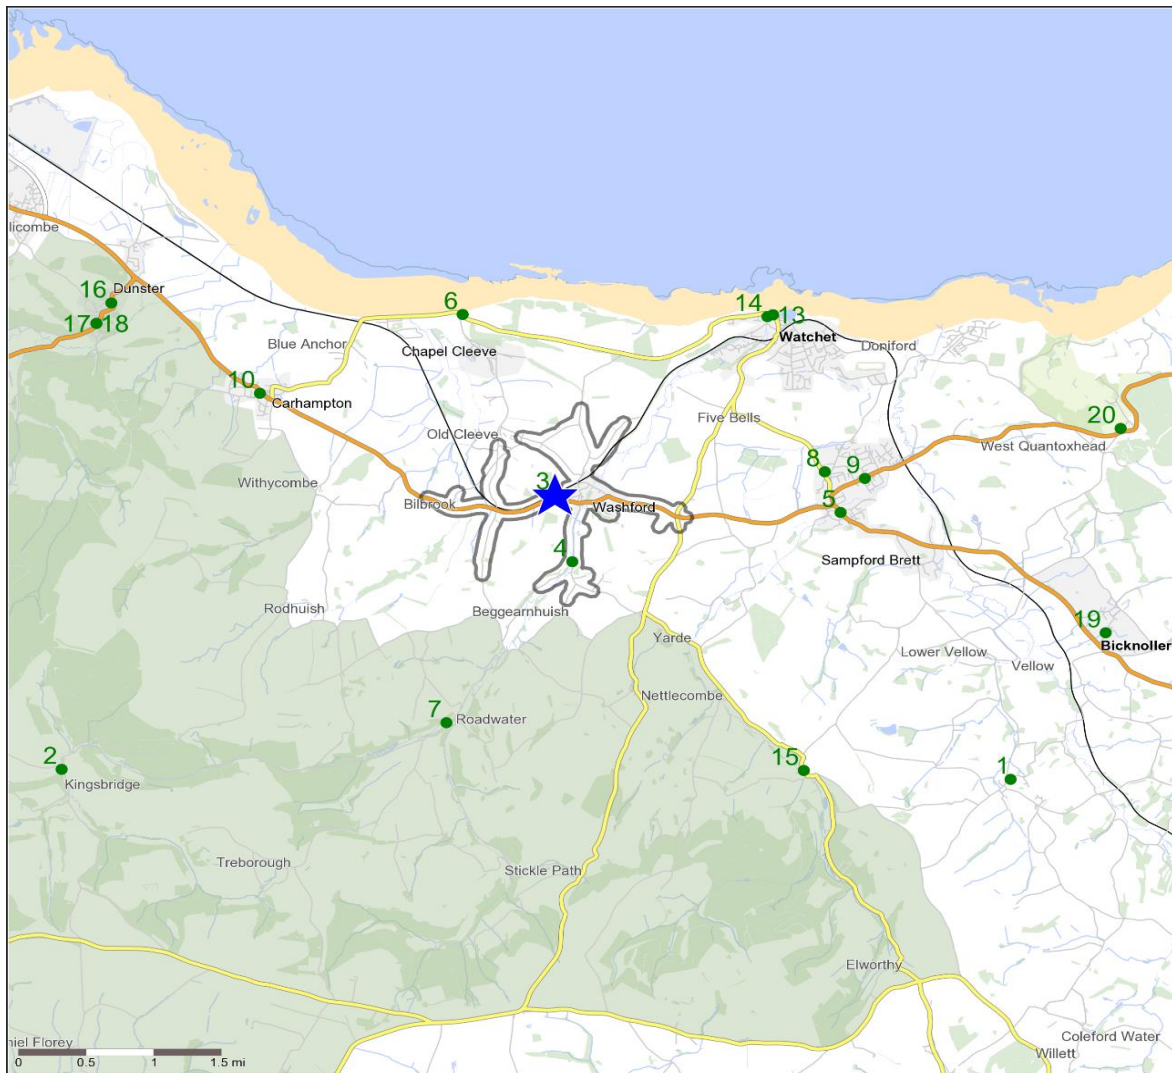 licombe
16
Dunster
17
18
6
14
13
Blue Anchor
Chapel Cleeve
Watchet
Doniford
10
Carhampton
Five Bells
20
Old Cleeve
West Quantoxhead
8
9
3
Withycombe
Bilbrook
Washford
5
4
Sampford Brett
Rodhuish
Beggearnhuish
Yarde
19
Bicknoller
Lower Vellow
Vellow
Nettlecombe
7
Roadwater
2
Kingsbridge
15
1
Treborough
Stickle Path
Elworthy
niel Florey
Coleford Water
Willett
0 0.5 1 1.5 mi